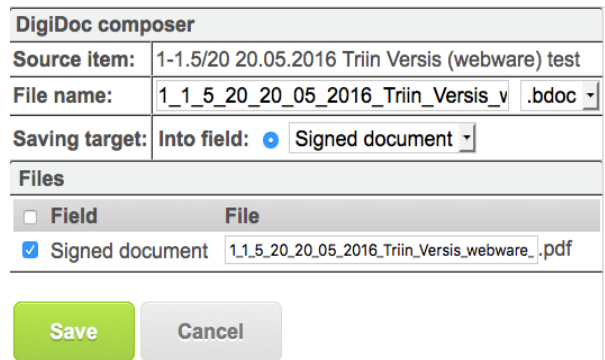 DigiDoc composer
Source item: 1-1.5/20 20.05.2016 Triin Versis (webware) test
File name: 1_1_5_20_20_05_2016_Triin_Versis_v .bdoc
Saving target: Into field: Signed document
Files
Field File
Signed document 1_1_5_20_20_05_2016_Triin_Versis_webware_ .pdf
Save Cancel